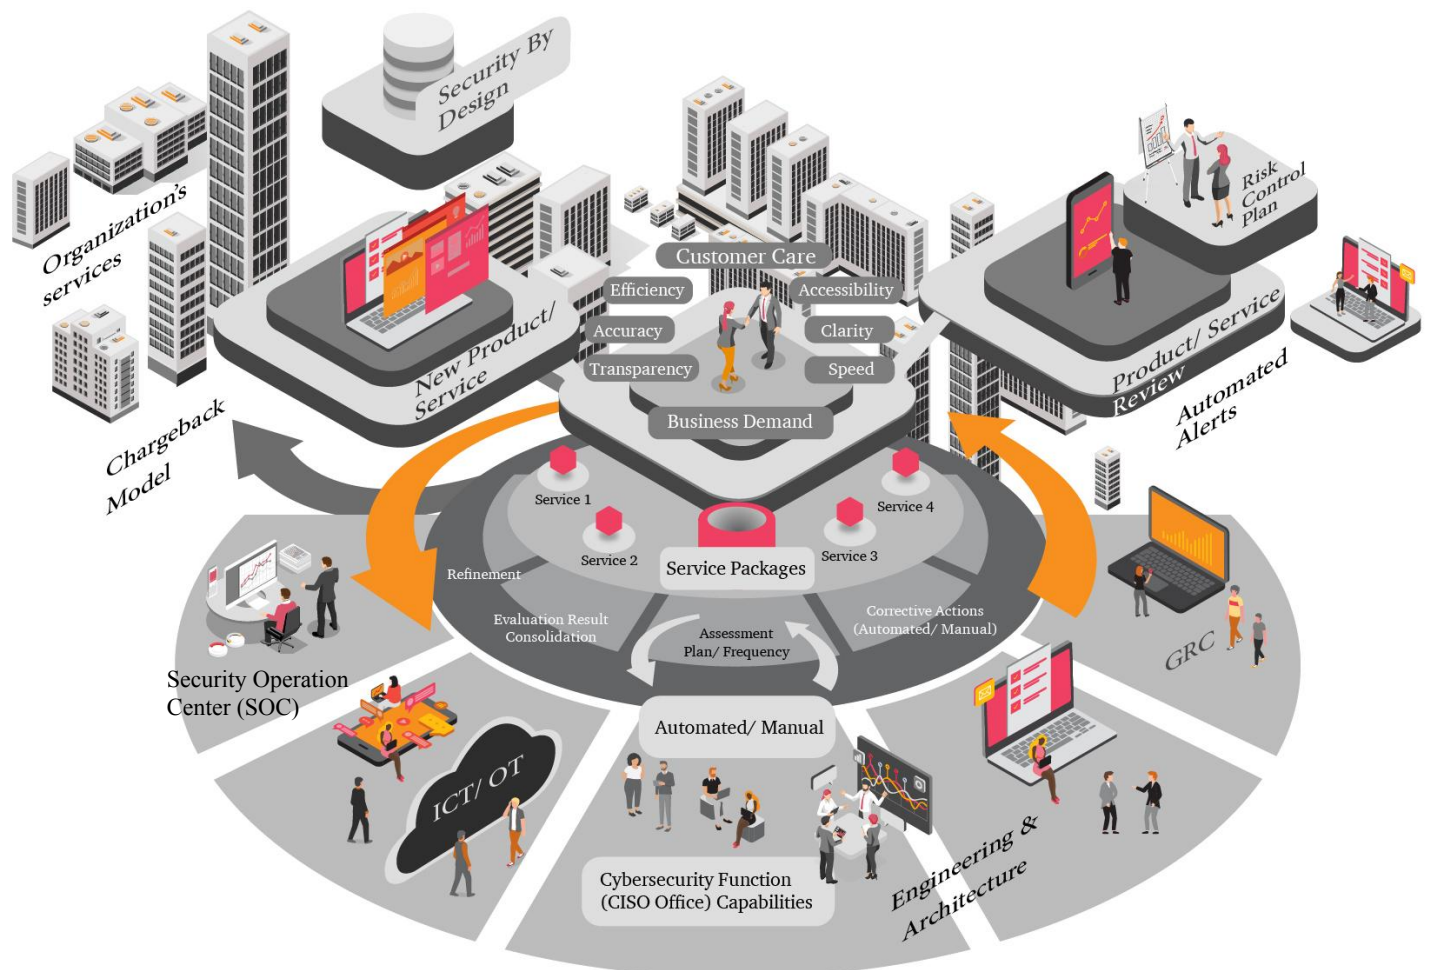 Security By
Design
Organization's
services
Risk
Control
Plan
Customer Care
Efficiency
Accessibility
Accuracy
Clarity
Transparency
Speed
Business Demand
New Product/
Service
Product/ Service
Review
Automated
Alerts
Chargeback
Model
Service 1
Service 2
Service 3
Service 4
Service Packages
Refinement
Evaluation Result
Consolidation
Assessment
Plan/ Frequency
Corrective Actions
(Automated/ Manual)
GRC
Security Operation
Center (SOC)
Automated/ Manual
ICT/ OT
Engineering &
Architecture
Cybersecurity Function
(CISO Office) Capabilities